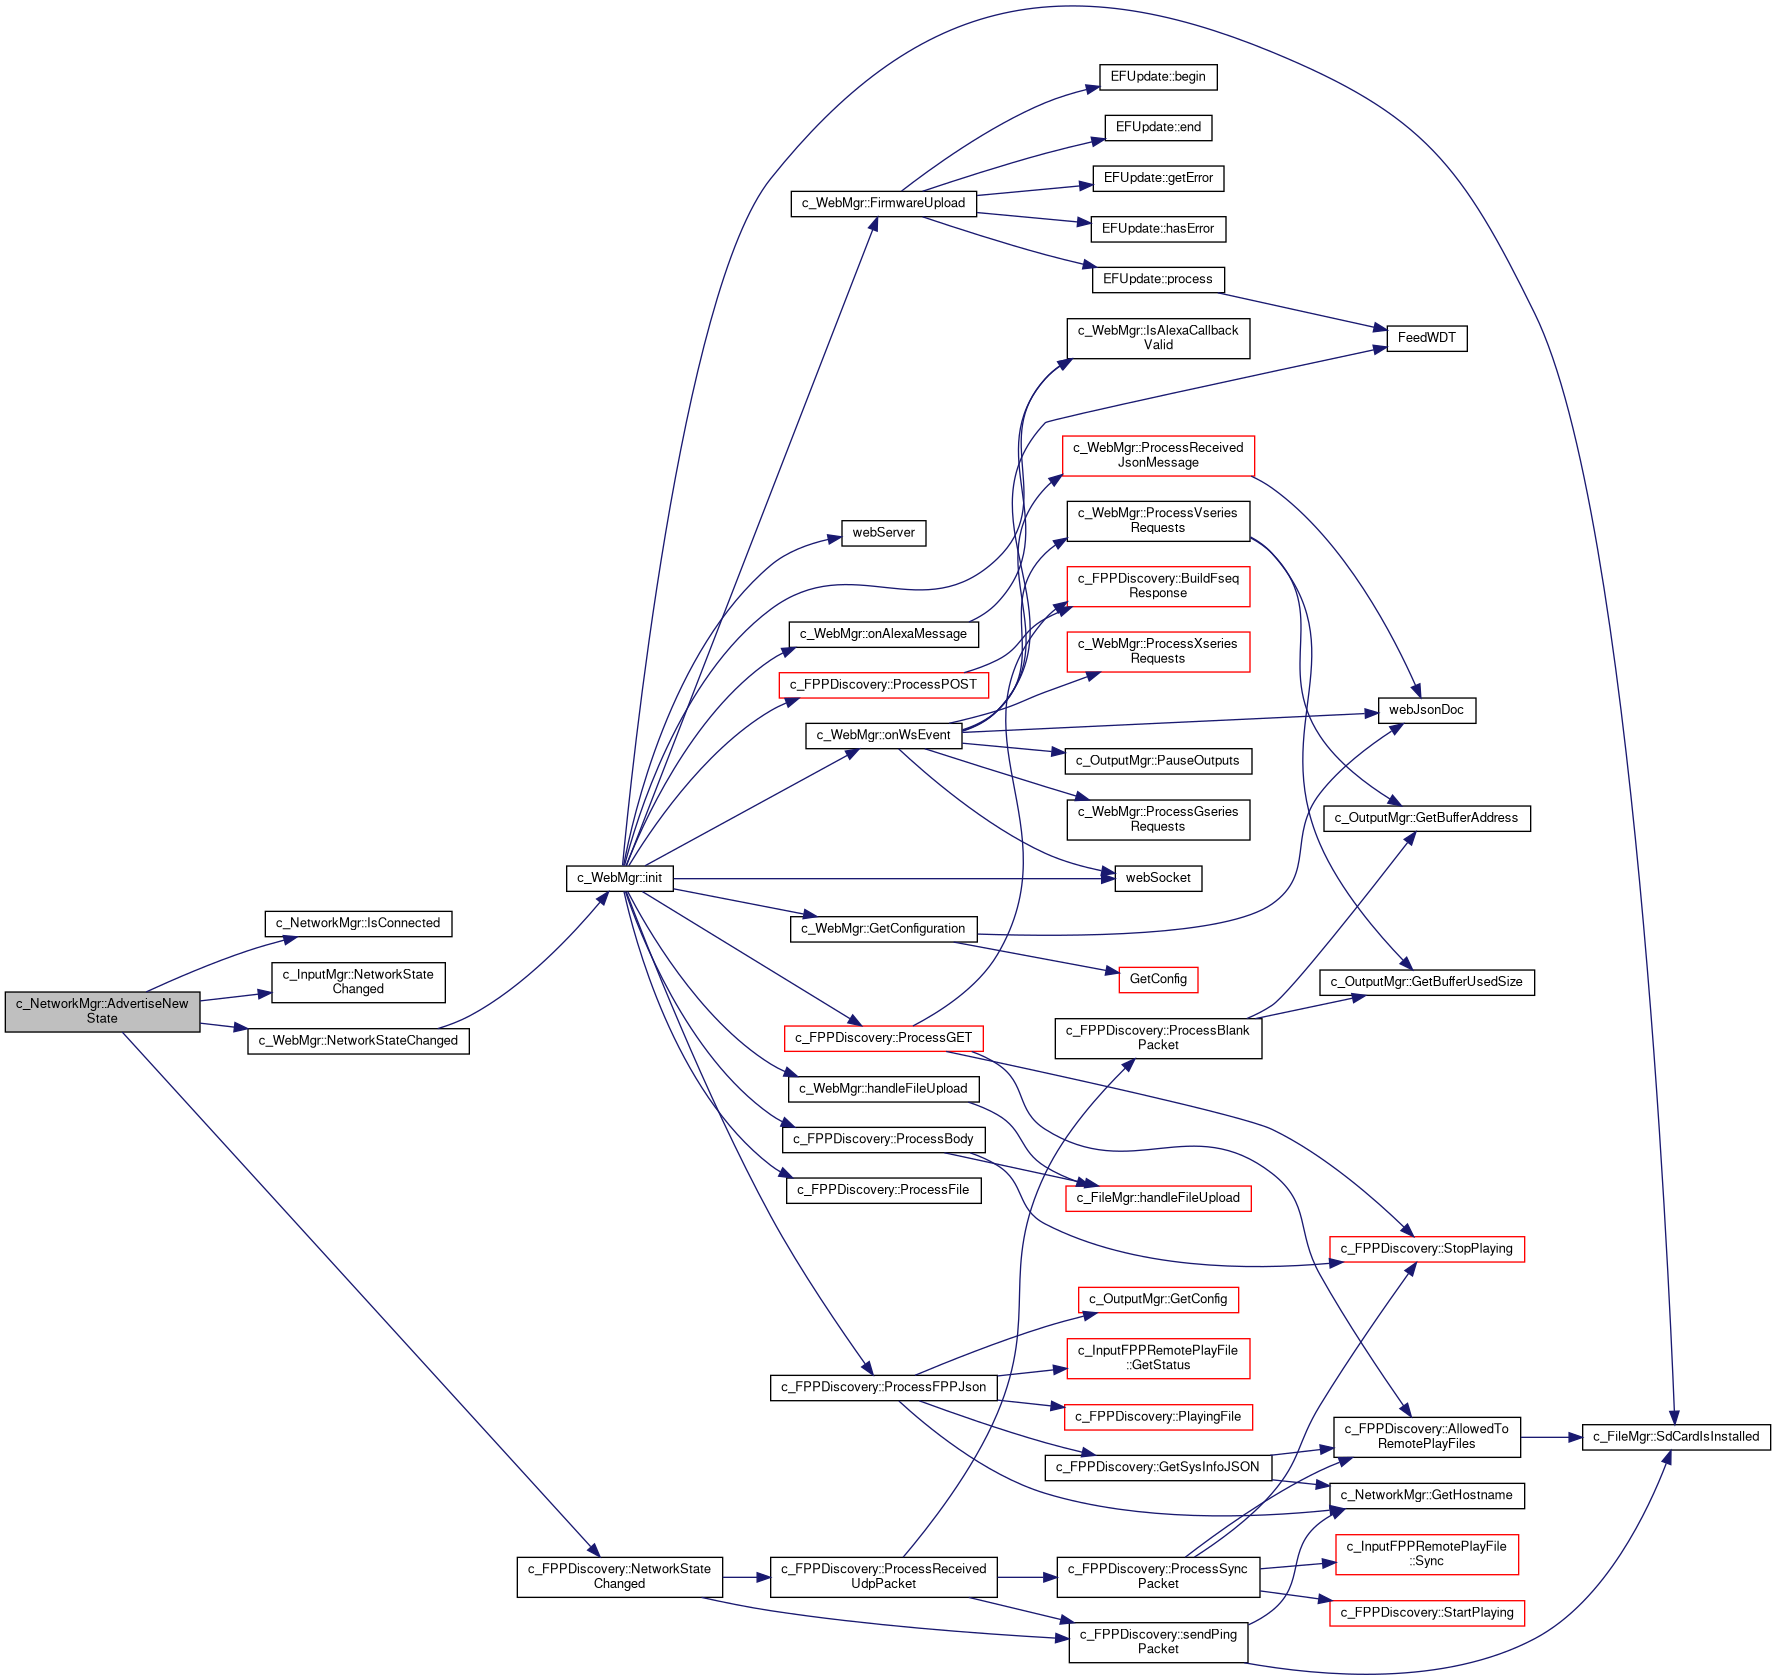 EFUpdate::begin
EFUpdate::end
EFUpdate::getError
c_WebMgr::FirmwareUpload
EFUpdate::hasError
EFUpdate::process
c_WebMgr::IsAlexaCallback
Valid
FeedWDT
c_WebMgr::ProcessReceived
JsonMessage
c_WebMgr::ProcessVseries
Requests
webServer
c_FPPDiscovery::BuildFseq
Response
c_WebMgr::onAlexaMessage
c_WebMgr::ProcessXseries
Requests
c_FPPDiscovery::ProcessPOST
webJsonDoc
c_WebMgr::onWsEvent
c_OutputMgr::PauseOutputs
c_WebMgr::ProcessGseries
Requests
c_OutputMgr::GetBufferAddress
c_WebMgr::init
webSocket
c_NetworkMgr::IsConnected
c_WebMgr::GetConfiguration
c_InputMgr::NetworkState
Changed
GetConfig
c_OutputMgr::GetBufferUsedSize
c_NetworkMgr::AdvertiseNew
State
c_WebMgr::NetworkStateChanged
c_FPPDiscovery::ProcessGET
c_FPPDiscovery::ProcessBlank
Packet
c_WebMgr::handleFileUpload
c_FPPDiscovery::ProcessBody
c_FPPDiscovery::ProcessFile
c_FileMgr::handleFileUpload
c_FPPDiscovery::StopPlaying
c_OutputMgr::GetConfig
c_InputFPPRemotePlayFile
::GetStatus
c_FPPDiscovery::ProcessFPPJson
c_FPPDiscovery::PlayingFile
c_FPPDiscovery::AllowedTo
RemotePlayFiles
c_FileMgr::SdCardIsInstalled
c_FPPDiscovery::GetSysInfoJSON
c_NetworkMgr::GetHostname
c_InputFPPRemotePlayFile
::Sync
c_FPPDiscovery::NetworkState
Changed
c_FPPDiscovery::ProcessReceived
UdpPacket
c_FPPDiscovery::ProcessSync
Packet
c_FPPDiscovery::StartPlaying
c_FPPDiscovery::sendPing
Packet